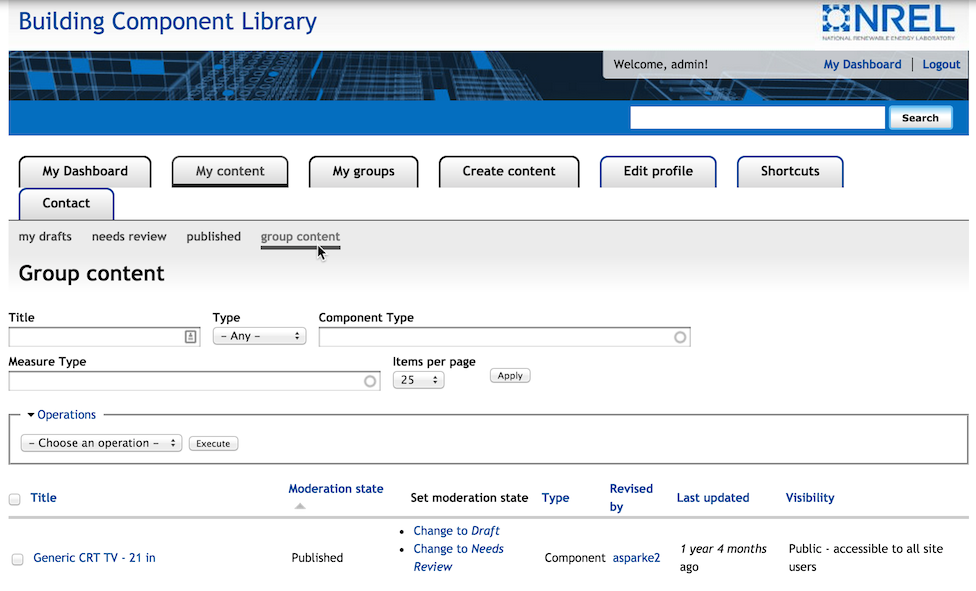 Building Component Library
NREL
NATIONAL RENEWABLE ENERGY LABORATORY
Welcome, admin! My Dashboard | Logout
Search
My Dashboard My content My groups Create content Edit profile Shortcuts
Contact
my drafts needs review published group content
Group content
Title Type Component Type
– Any –
Measure Type Items per page
25 Apply
Operations
– Choose an operation – Execute
Title Moderation state Set moderation state Type Revised by Last updated Visibility
Generic CRT TV - 21 in Published
Change to Draft
Change to Needs
Review
Component asparke2
1 year 4 months
ago
Public - accessible to all site
users